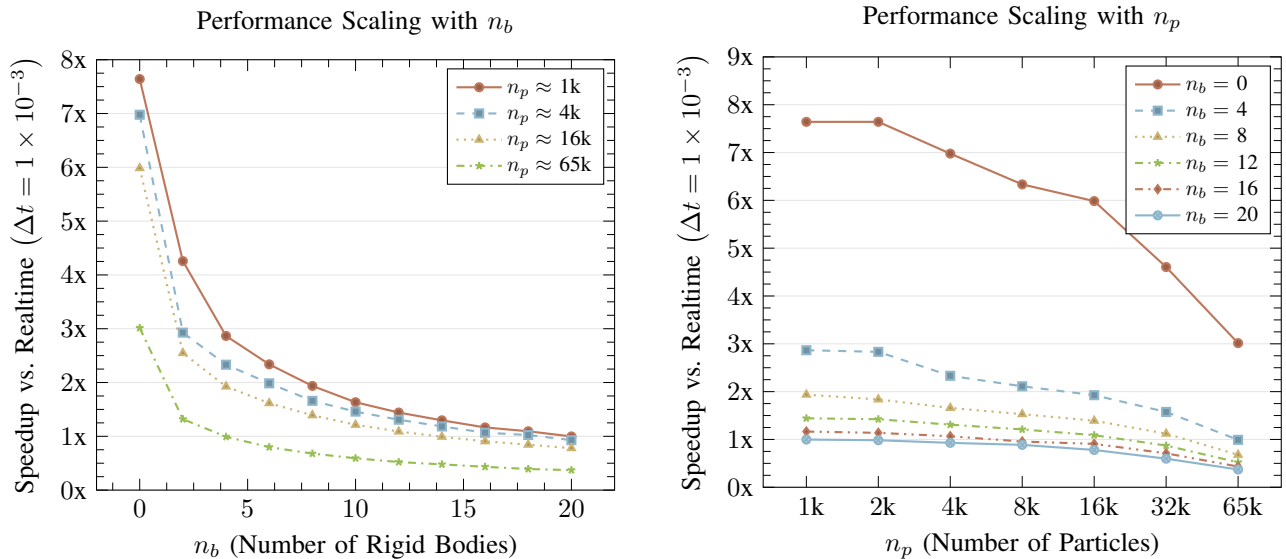 Performance Scaling with n_b
Speedup vs. Realtime (Δt = 1 × 10⁻³)
8x
7x
6x
5x
4x
3x
2x
1x
0x
0
5
10
15
20
n_b (Number of Rigid Bodies)
n_p ≈ 1k
n_p ≈ 4k
n_p ≈ 16k
n_p ≈ 65k
Performance Scaling with n_p
Speedup vs. Realtime (Δt = 1 × 10⁻³)
9x
8x
7x
6x
5x
4x
3x
2x
1x
0x
1k
2k
4k
8k
16k
32k
65k
n_p (Number of Particles)
n_b = 0
n_b = 4
n_b = 8
n_b = 12
n_b = 16
n_b = 20